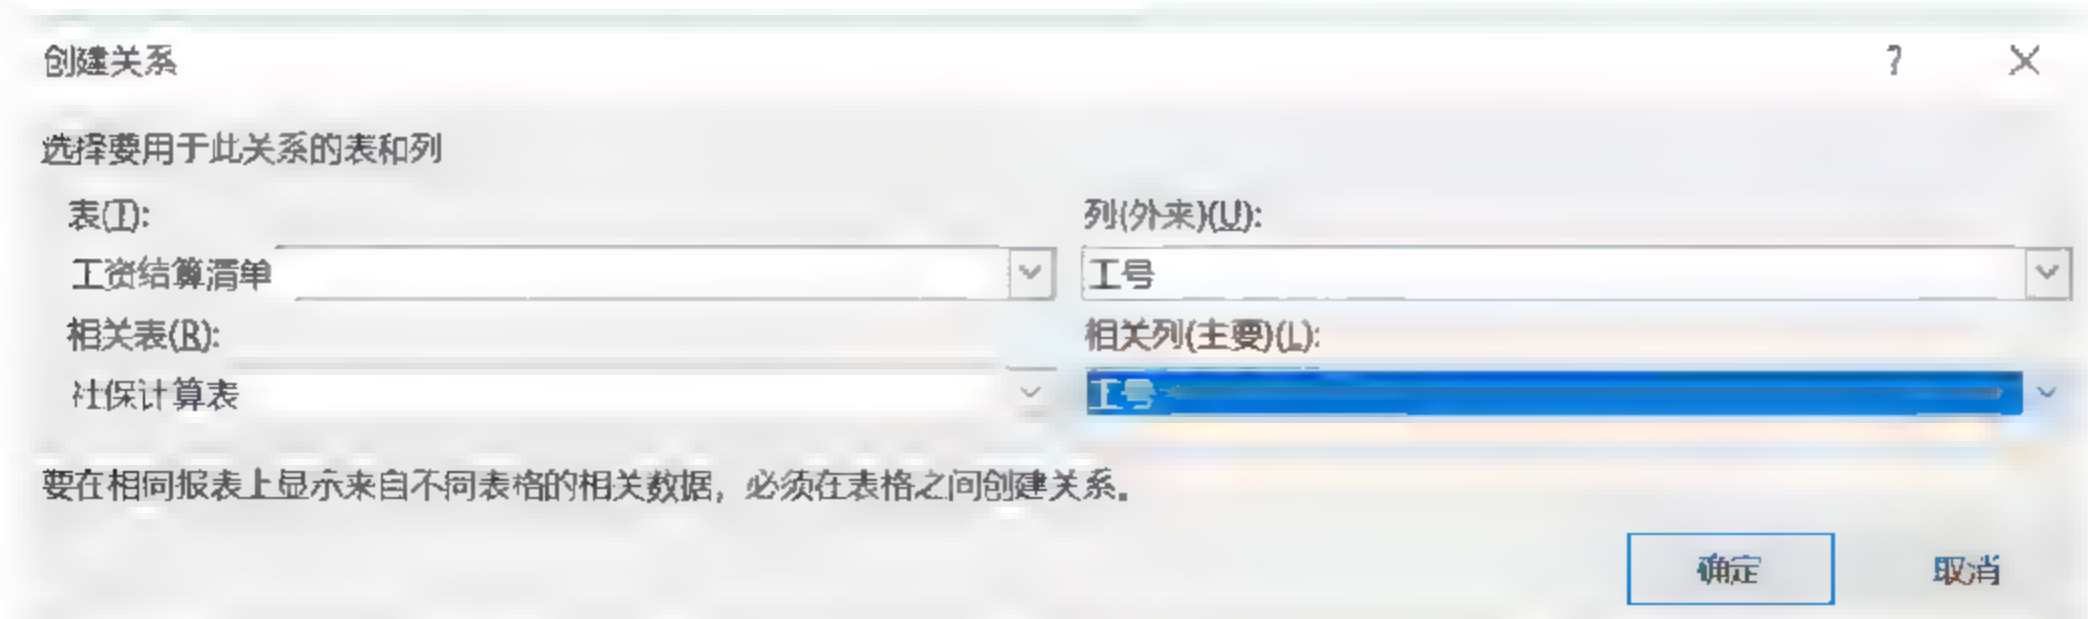 创建关系
? ×
选择要用于此关系的表和列
表(T): 列(外来)(U):
工资结算清单 工号
相关表(R): 相关列(主要)(L):
社保计算表 工号
要在相同报表上显示来自不同表格的相关数据，必须在表格之间创建关系。
确定 取消